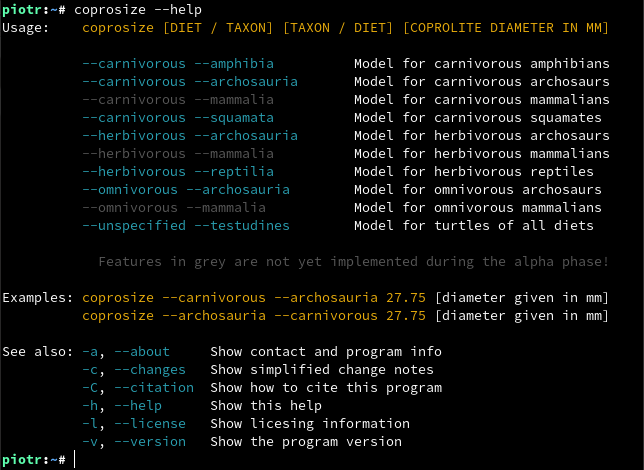 piotr:~# coprosize --help
Usage: coprosize [DIET / TAXON] [TAXON / DIET] [COPROLITE DIAMETER IN MM]
--carnivorous --amphibia Model for carnivorous amphibians
--carnivorous --archosauria Model for carnivorous archosaurs
--carnivorous --mammalia Model for carnivorous mammalians
--carnivorous --squamata Model for carnivorous squamates
--herbivorous --archosauria Model for herbivorous archosaurs
--herbivorous --mammalia Model for herbivorous mammalians
--herbivorous --reptilia Model for herbivorous reptiles
--omnivorous --archosauria Model for omnivorous archosaurs
--omnivorous --mammalia Model for omnivorous mammalians
--unspecified --testudines Model for turtles of all diets
Features in grey are not yet implemented during the alpha phase!
Examples: coprosize --carnivorous --archosauria 27.75 [diameter given in mm]
coprosize --archosauria --carnivorous 27.75 [diameter given in mm]
See also: -a, --about Show contact and program info
-c, --changes Show simplified change notes
-C, --citation Show how to cite this program
-h, --help Show this help
-l, --license Show licesing information
-v, --version Show the program version
piotr:~#